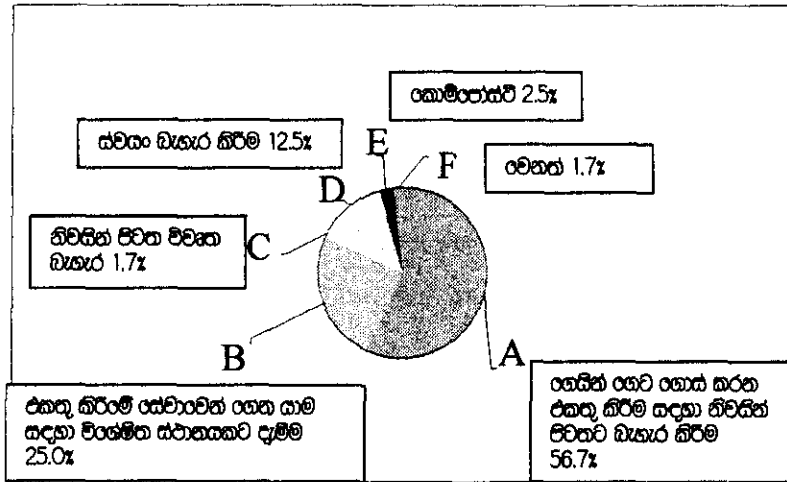 කොම්පෝස්ට් 2.5%
ස්වයං බැහැර කිරීම 12.5%
E
F
වෙනත් 1.7%
D
නිවසින් පිටත විවෘත
බැහැර 1.7%
C
B
A
එකතු කිරීමේ සේවාවෙන් ගෙන යාම
සඳහා විශේෂිත ස්ථානයකට දැමීම
25.0%
ගෙයින් ගෙට ගොස් කරන
එකතු කිරීම සඳහා නිවසින්
පිටතට බැහැර කිරීම
56.7%